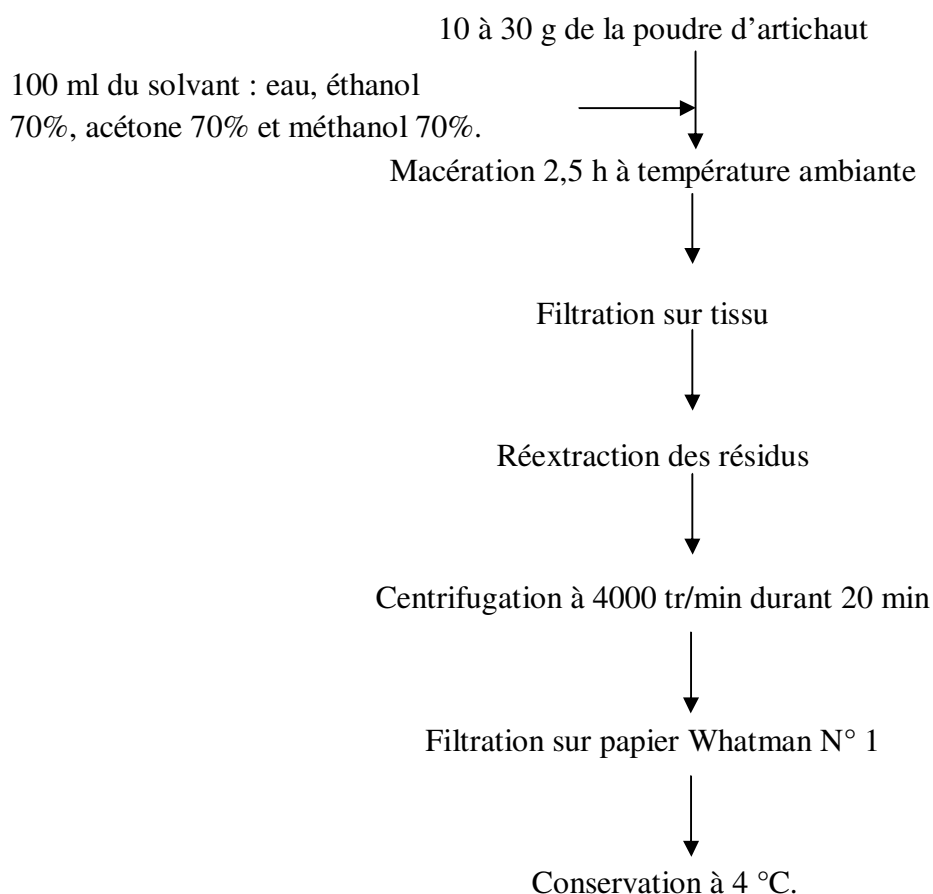 10 à 30 g de la poudre d'artichaut
100 ml du solvant : eau, éthanol
70%, acétone 70% et méthanol 70%.
Macération 2,5 h à température ambiante
Filtration sur tissu
Réextraction des résidus
Centrifugation à 4000 tr/min durant 20 min
Filtration sur papier Whatman N° 1
Conservation à 4 °C.